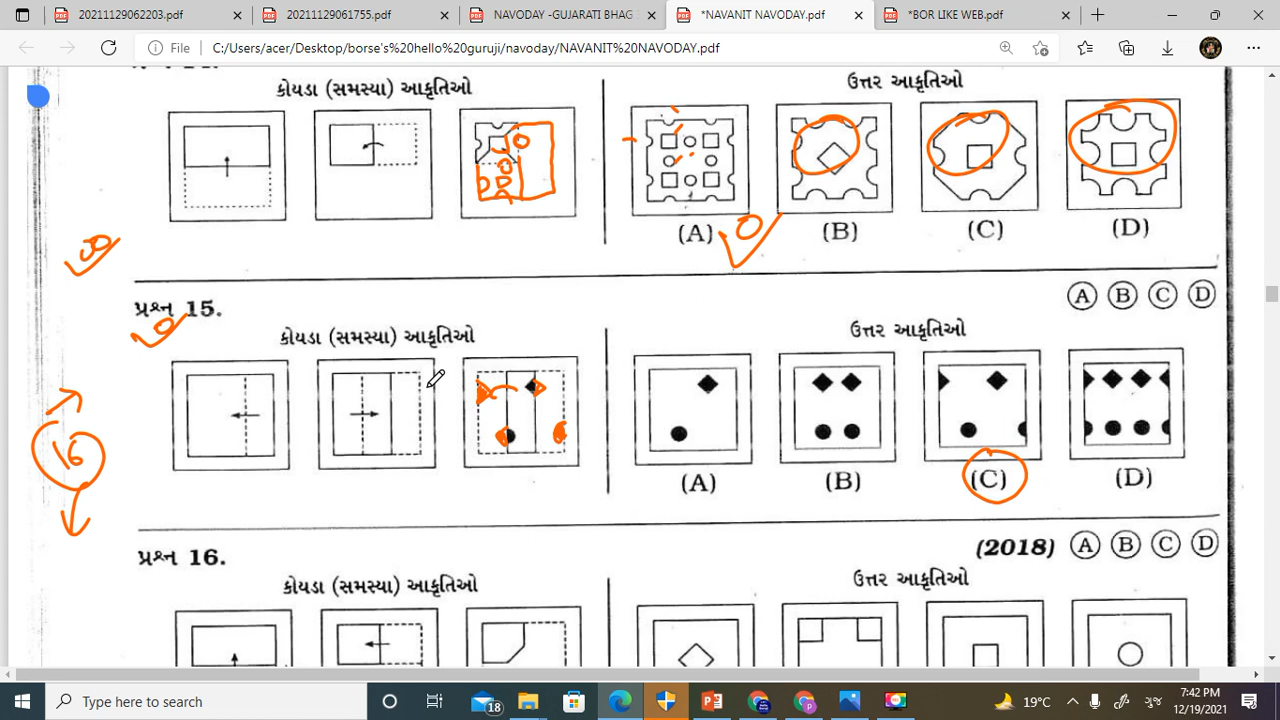 20211129062203.pdf
20211129061755.pdf
NAVODAY -GUJARATI BHAG
*NAVANIT NAVODAY.pdf
*BOR LIKE WEB.pdf
File
C:/Users/acer/Desktop/borse's%20hello%20guruji/navoday/NAVANIT%20NAVODAY.pdf
કોયડા (સમસ્યા) આકૃતિઓ
ઉત્તર આકૃતિઓ
(A) (B) (C) (D)
A B C D
પ્રશ્ન 15.
કોયડા (સમસ્યા) આકૃતિઓ
ઉત્તર આકૃતિઓ
16
(A) (B) (C) (D)
(2018) A B C D
પ્રશ્ન 16.
કોયડા (સમસ્યા) આકૃતિઓ
ઉત્તર આકૃતિઓ
Type here to search
18
19°C
7:42 PM
12/19/2021